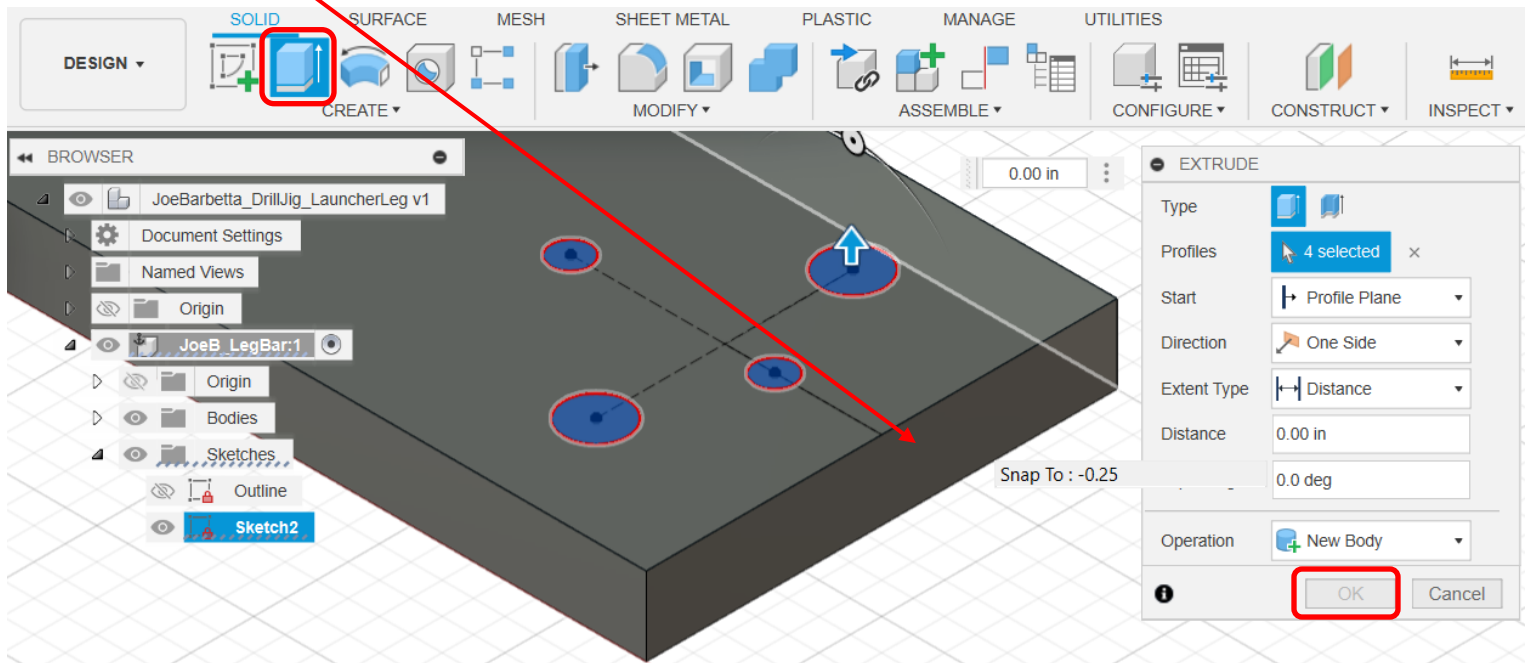 SOLID SURFACE MESH SHEET METAL PLASTIC MANAGE UTILITIES
DESIGN
CREATE MODIFY ASSEMBLE CONFIGURE CONSTRUCT INSPECT
BROWSER
JoeBarbetta_DrillJig_LauncherLeg v1
Document Settings
Named Views
Origin
JoeB_LegBar:1
Origin
Bodies
Sketches
Outline
Sketch2
0.00 in
Snap To : -0.25
EXTRUDE
Type
Profiles 4 selected
Start Profile Plane
Direction One Side
Extent Type Distance
Distance 0.00 in
0.0 deg
Operation New Body
OK Cancel